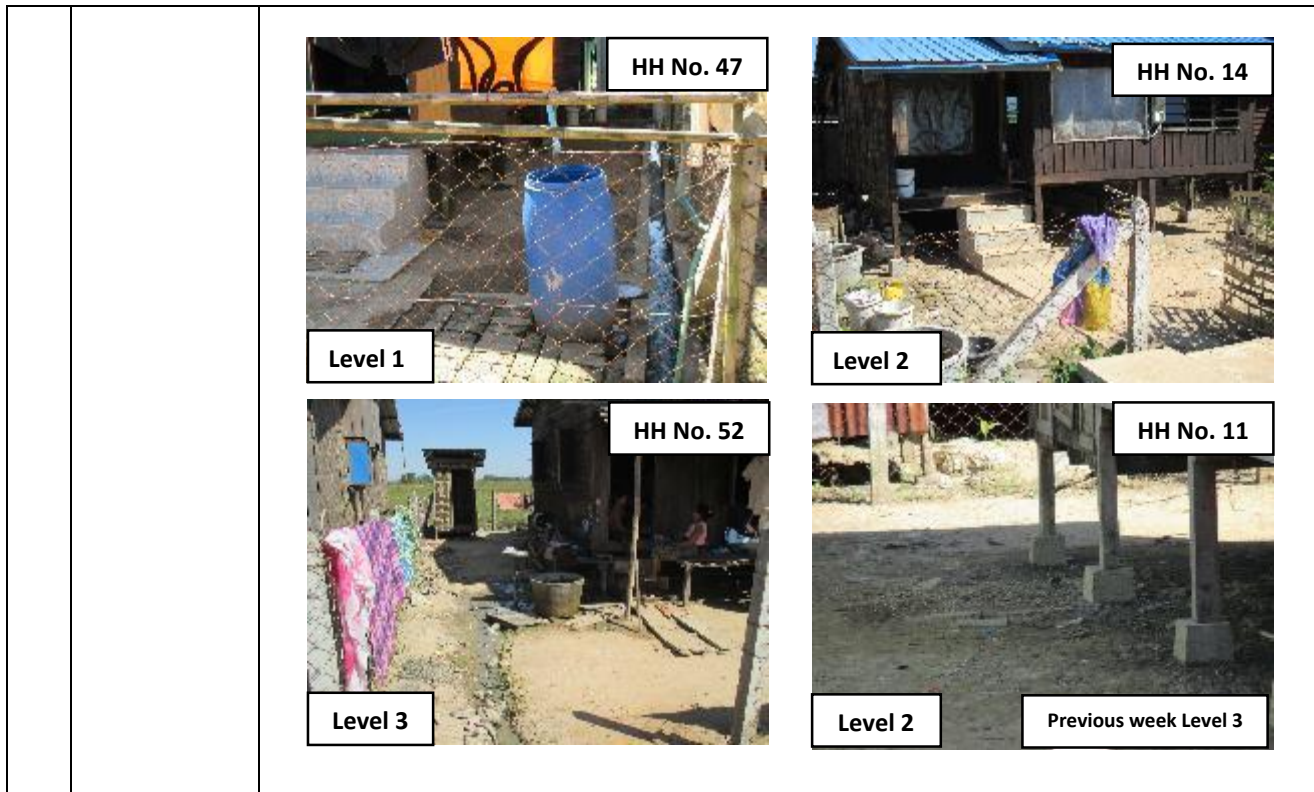 HH No. 47
Level 1
HH No. 14
Level 2
HH No. 52
Level 3
HH No. 11
Level 2
Previous week Level 3